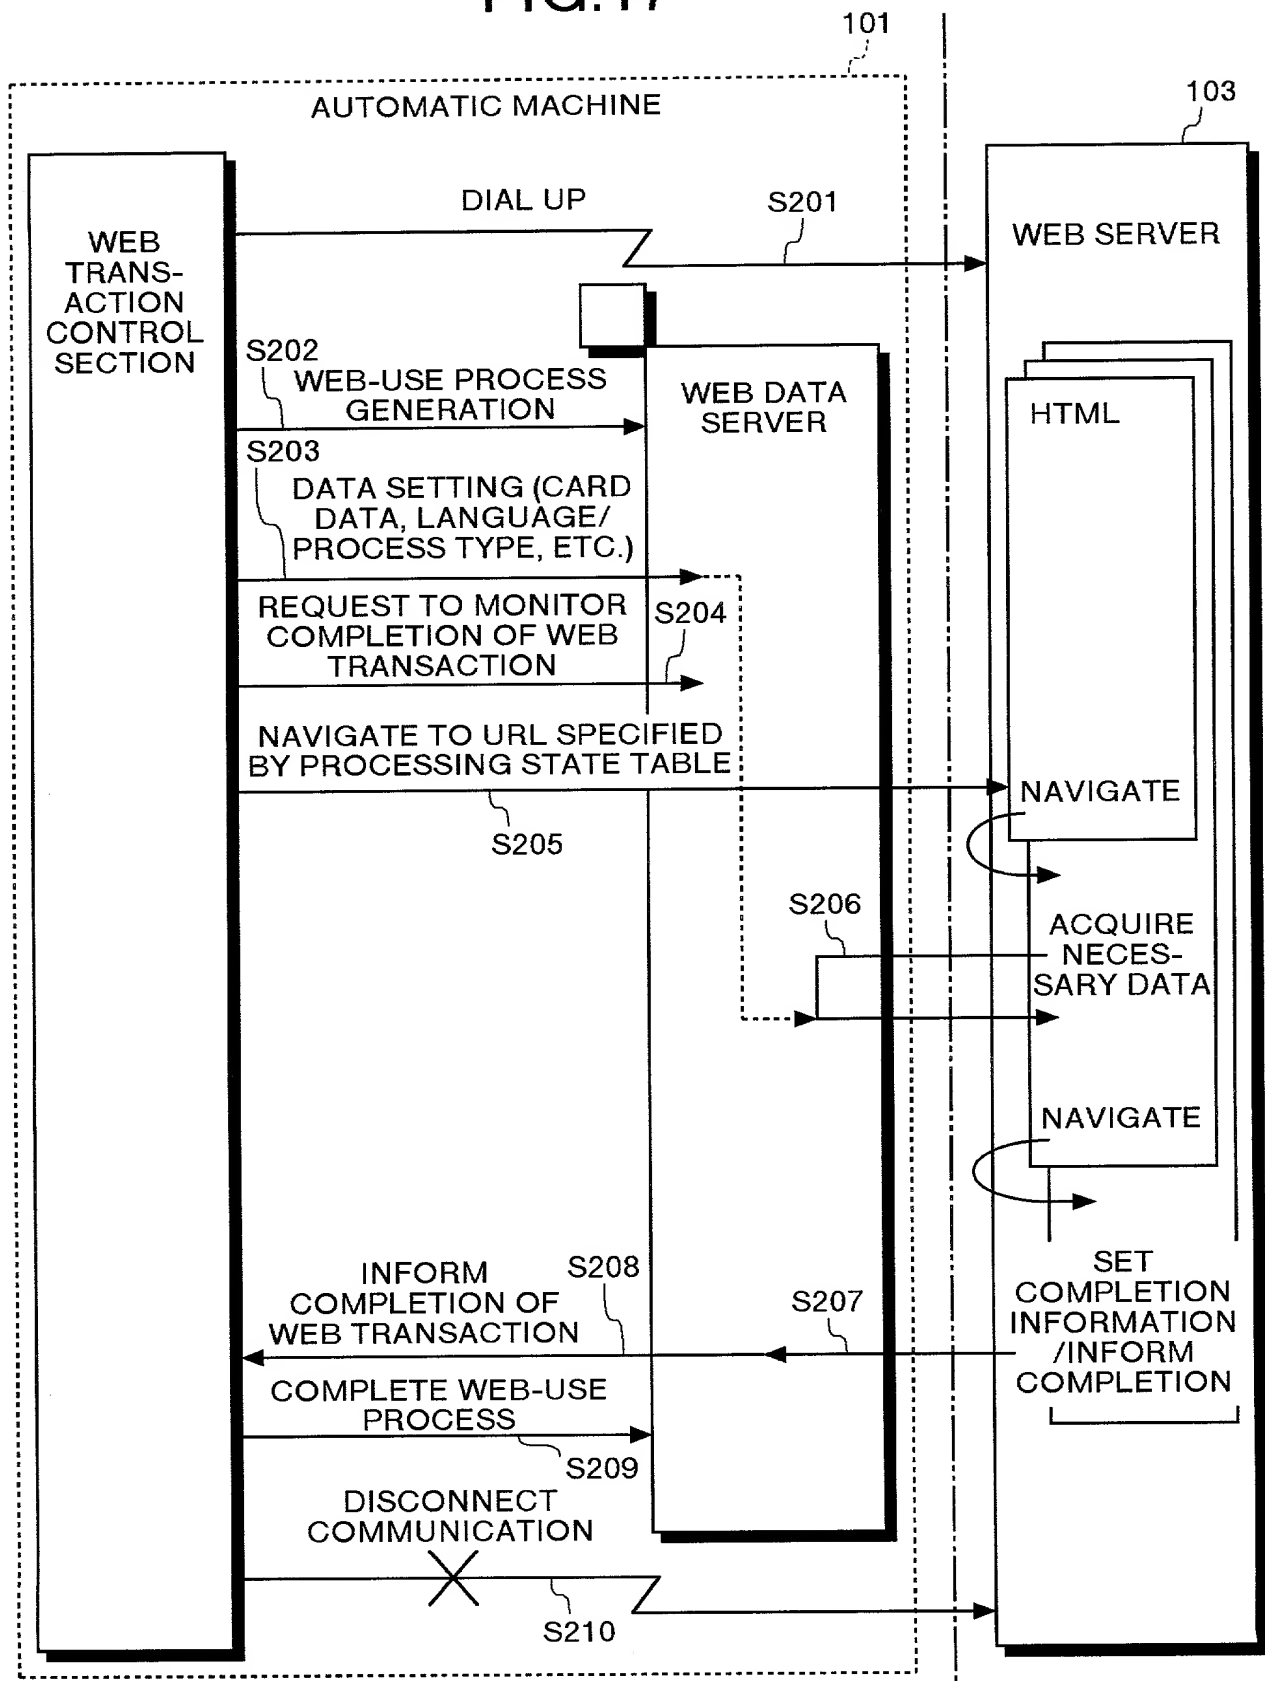 FIG.17
101
AUTOMATIC MACHINE
103
DIAL UP
S201
WEB SERVER
WEB
TRANS-
ACTION
CONTROL
SECTION
S202
WEB-USE PROCESS
GENERATION
WEB DATA
SERVER
HTML
S203
DATA SETTING (CARD
DATA, LANGUAGE/
PROCESS TYPE, ETC.)
REQUEST TO MONITOR
COMPLETION OF WEB
TRANSACTION
S204
NAVIGATE TO URL SPECIFIED
BY PROCESSING STATE TABLE
NAVIGATE
S205
S206
ACQUIRE
NECES-
SARY DATA
NAVIGATE
INFORM
COMPLETION OF
WEB TRANSACTION
S208
S207
SET
COMPLETION
INFORMATION
/INFORM
COMPLETION
COMPLETE WEB-USE
PROCESS
S209
DISCONNECT
COMMUNICATION
S210